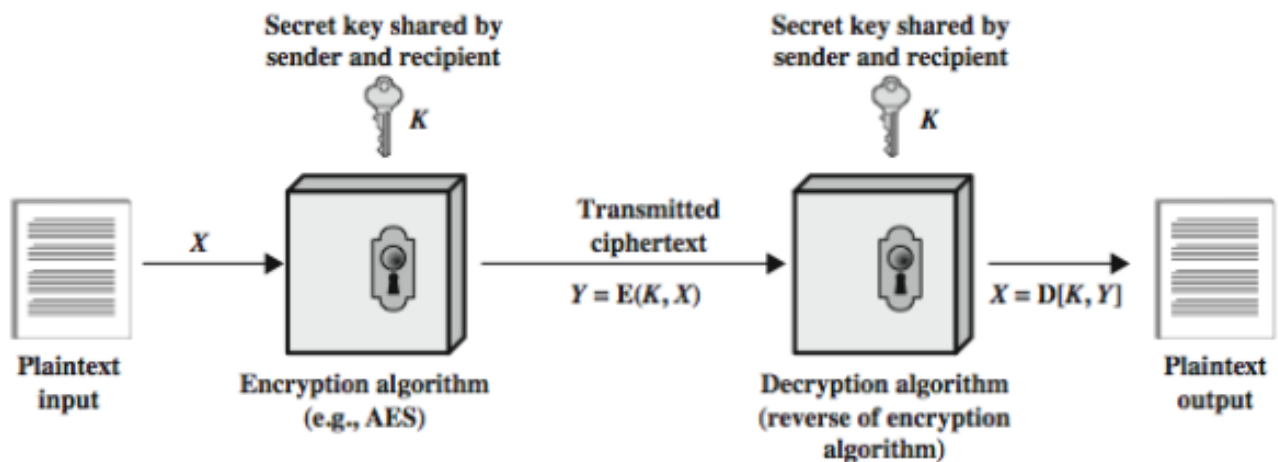 Secret key shared by
sender and recipient
K
Secret key shared by
sender and recipient
K
X
Transmitted
ciphertext
Y = E(K, X)
X = D[K, Y]
Plaintext
input
Encryption algorithm
(e.g., AES)
Decryption algorithm
(reverse of encryption
algorithm)
Plaintext
output